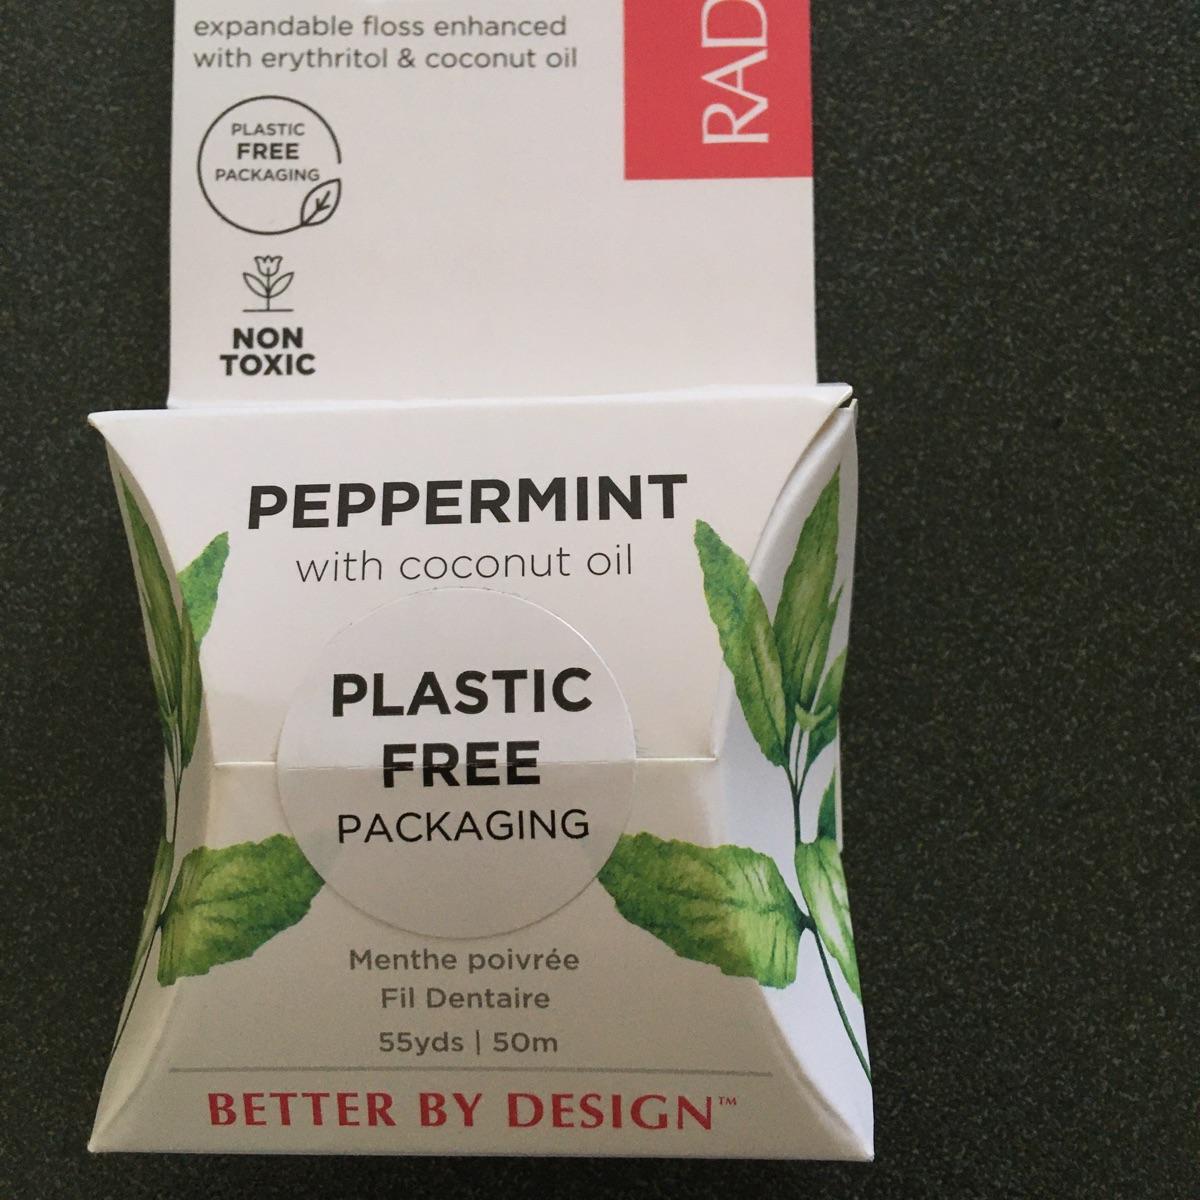 expandable floss enhanced
with erythritol & coconut oil
RAD
PLASTIC
FREE
PACKAGING
NON
TOXIC
PEPPERMINT
with coconut oil
PLASTIC
FREE
PACKAGING
Menthe poivrée
Fil Dentaire
55yds | 50m
BETTER BY DESIGN™